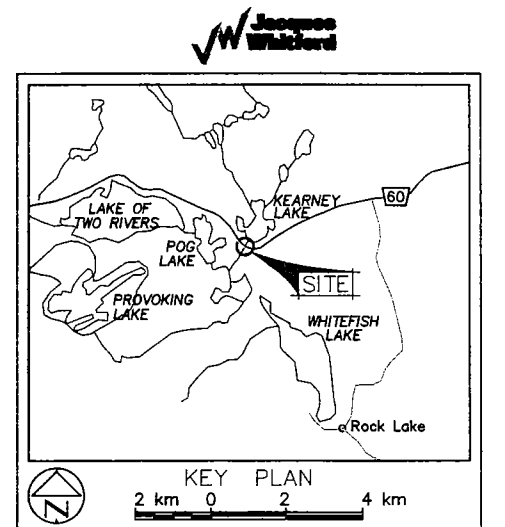 JW Jacques
Whitford
KEARNEY
LAKE
60
LAKE OF
TWO RIVERS
POG
LAKE
SITE
PROVOKING
LAKE
WHITEFISH
LAKE
Rock Lake
N
KEY PLAN
2 km 0 2 4 km